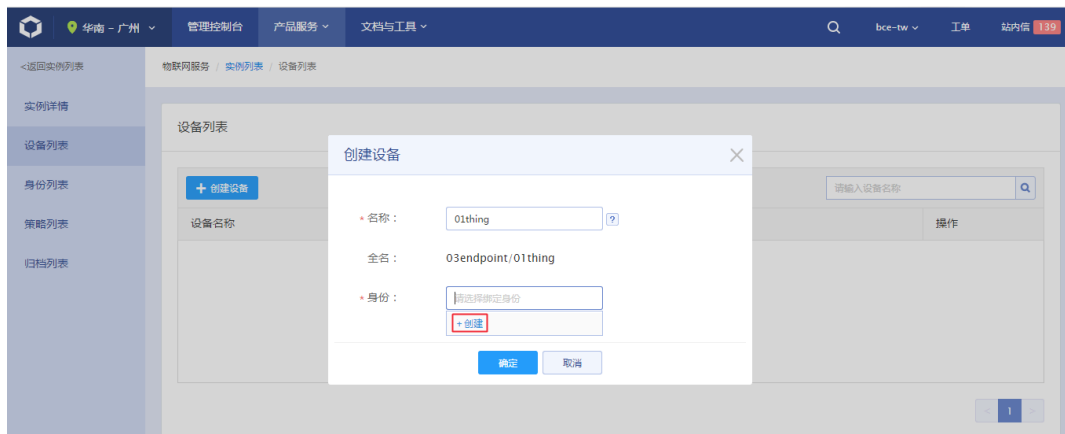 华南 - 广州 管理控制台 产品服务 文档与工具 bce-tw 工单 站内信 139
<返回实例列表 物联网服务 / 实例列表 / 设备列表
实例详情
设备列表
设备列表
创建设备
身份列表
+ 创建设备
请输入设备名称
* 名称： 01thing ?
策略列表
设备名称
操作
全名： 03endpoint/01thing
归档列表
* 身份： 请选择绑定身份
+ 创建
确定 取消
< 1 >